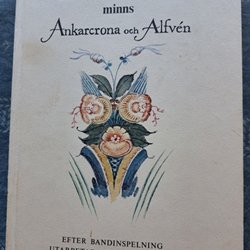 minns
Ankarcrona och Alfvén
EFTER BANDINSPELNING